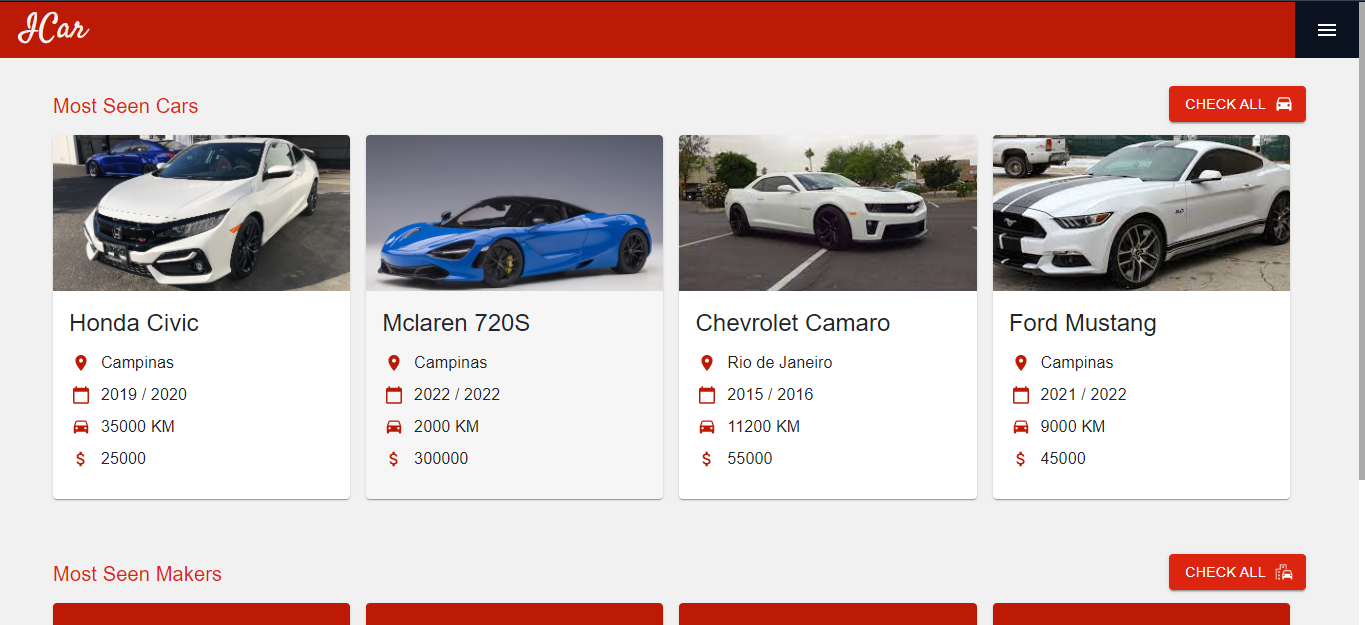 JCar
Most Seen Cars
CHECK ALL
Honda Civic
Campinas
2019 / 2020
35000 KM
$ 25000
Mclaren 720S
Campinas
2022 / 2022
2000 KM
$ 300000
Chevrolet Camaro
Rio de Janeiro
2015 / 2016
11200 KM
$ 55000
Ford Mustang
Campinas
2021 / 2022
9000 KM
$ 45000
Most Seen Makers
CHECK ALL